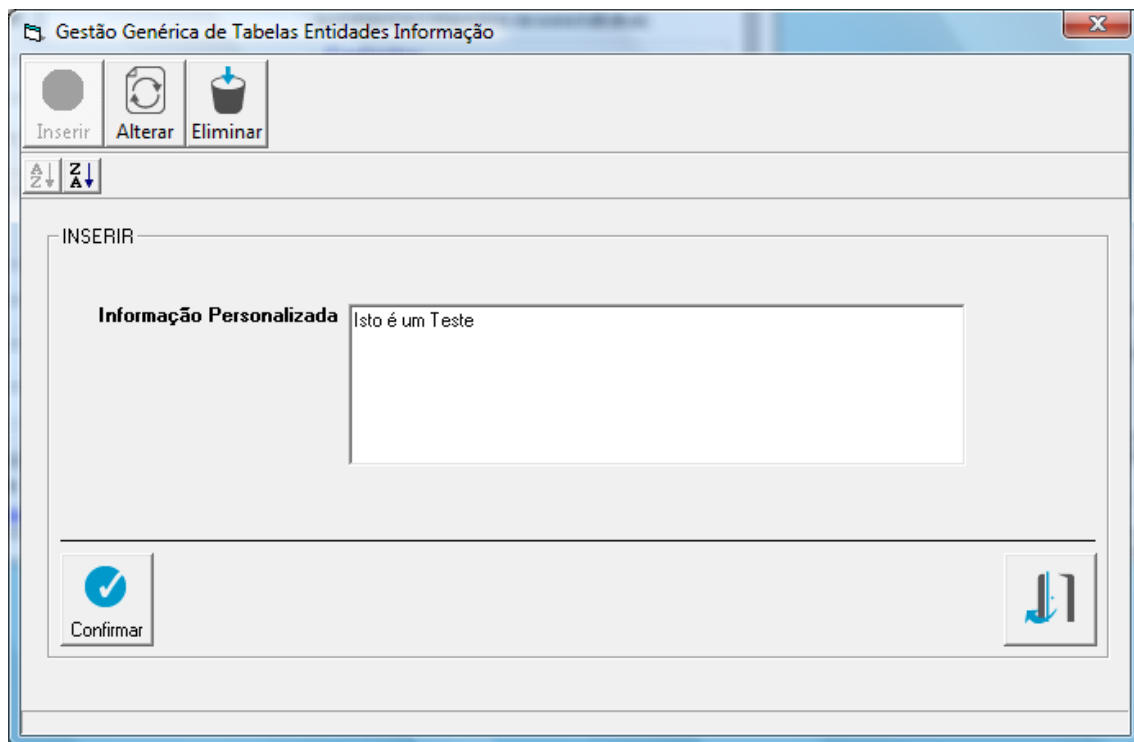 Gestão Genérica de Tabelas Entidades Informação
Inserir Alterar Eliminar
A Z Z A
INSERIR
Informação Personalizada Isto é um Teste
Confirmar